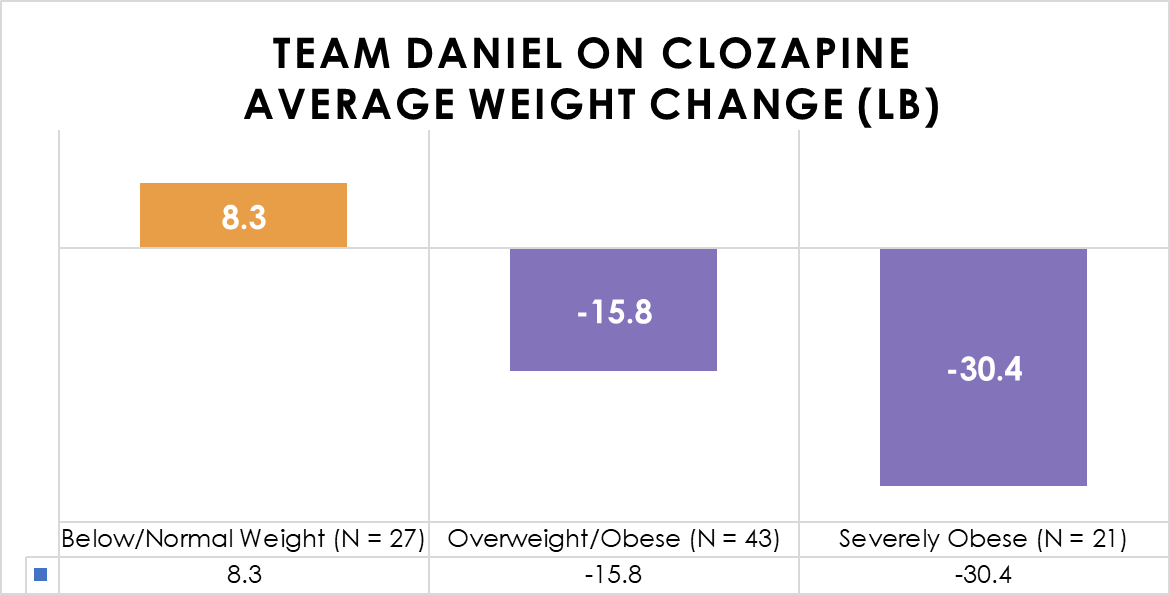 TEAM DANIEL ON CLOZAPINE
AVERAGE WEIGHT CHANGE (LB)
8.3
-15.8
-30.4
Below/Normal Weight (N = 27) Overweight/Obese (N = 43) Severely Obese (N = 21)
8.3 -15.8 -30.4